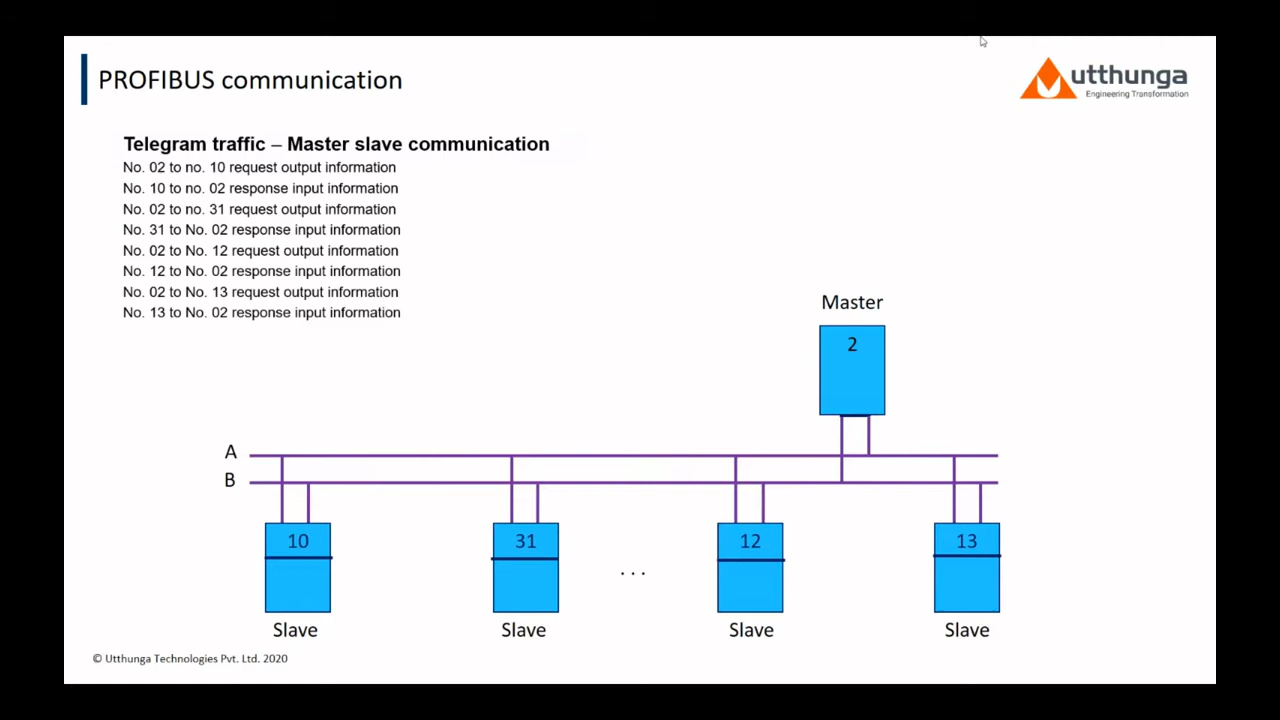 PROFIBUS communication
utthunga
Engineering Transformation
Telegram traffic – Master slave communication
No. 02 to no. 10 request output information
No. 10 to no. 02 response input information
No. 02 to no. 31 request output information
No. 31 to No. 02 response input information
No. 02 to No. 12 request output information
No. 12 to No. 02 response input information
No. 02 to No. 13 request output information
No. 13 to No. 02 response input information
Master
2
A
B
10
31
12
13
. . .
Slave
Slave
Slave
Slave
© Utthunga Technologies Pvt. Ltd. 2020